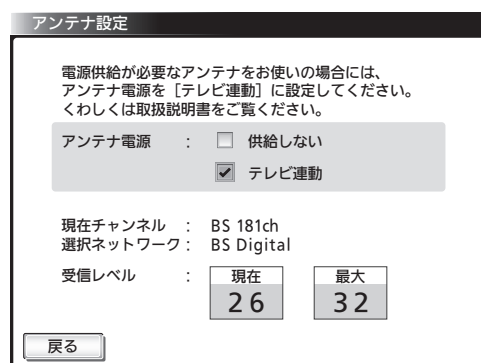 アンテナ設定
電源供給が必要なアンテナをお使いの場合には、
アンテナ電源を［テレビ連動］に設定してください。
くわしくは取扱説明書をご覧ください。
アンテナ電源 : 供給しない
テレビ連動
現在チャンネル : BS 181ch
選択ネットワーク : BS Digital
受信レベル : 現在 最大
26 32
戻る